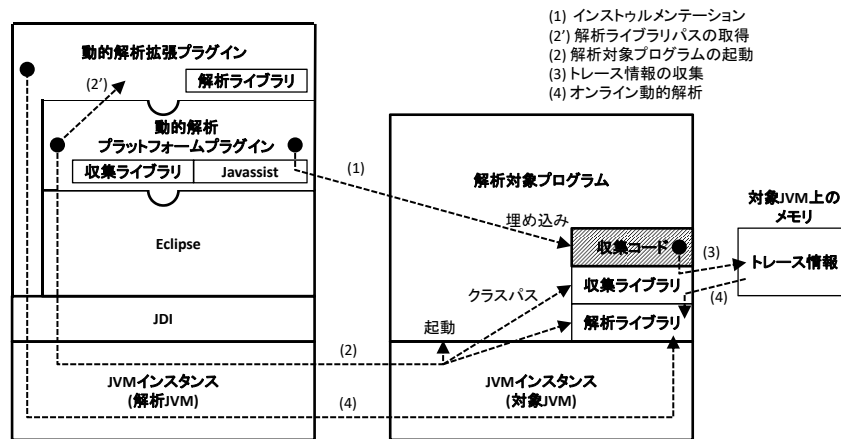 (1) インストゥルメンテーション
(2') 解析ライブラリパスの取得
(2) 解析対象プログラムの起動
(3) トレース情報の収集
(4) オンライン動的解析
動的解析拡張プラグイン
(2')
解析ライブラリ
動的解析
プラットフォームプラグイン
収集ライブラリ
Javassist
(1)
Eclipse
JDI
(2)
JVMインスタンス
(解析JVM)
(4)
解析対象プログラム
埋め込み
収集コード
(3)
クラスパス
収集ライブラリ
(4)
起動
解析ライブラリ
JVMインスタンス
(対象JVM)
対象JVM上の
メモリ
トレース情報